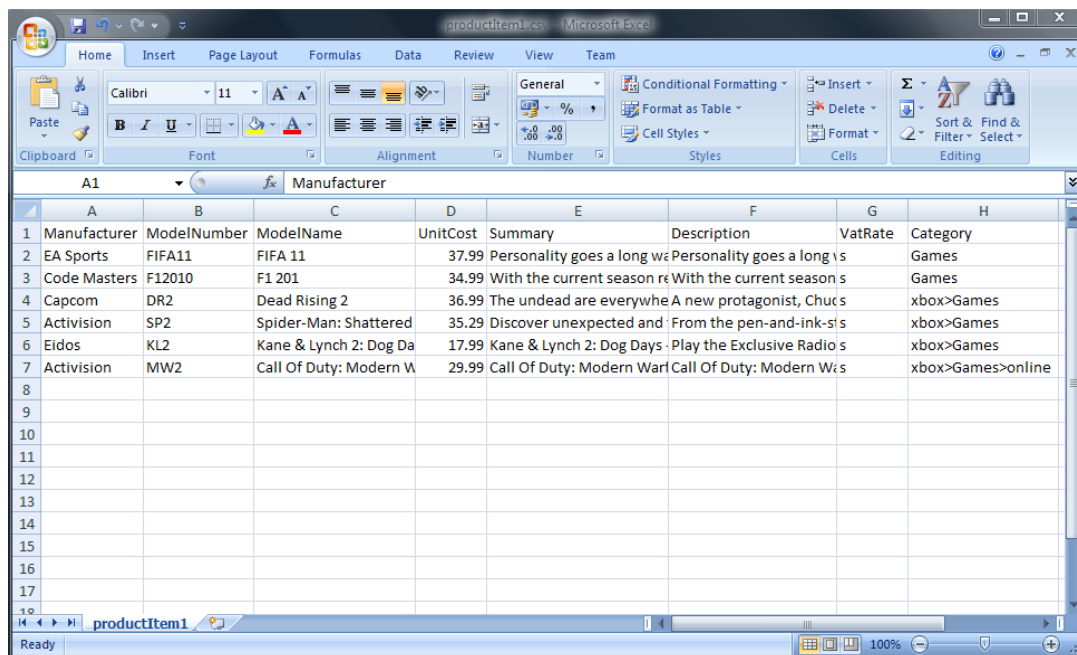 productItem1.csv - Microsoft Excel
Home Insert Page Layout Formulas Data Review View Team
Paste
Clipboard
Calibri 11
B I U
Font
Alignment
General
% ,
Number
Conditional Formatting
Format as Table
Cell Styles
Styles
Insert
Delete
Format
Cells
Σ
Sort & Filter
Find & Select
Editing
A1 fx Manufacturer
A B C D E F G H
1 Manufacturer ModelNumber ModelName UnitCost Summary Description VatRate Category
2 EA Sports FIFA11 FIFA 11 37.99 Personality goes a long wa Personality goes a long s Games
3 Code Masters F12010 F1 201 34.99 With the current season re With the current season s Games
4 Capcom DR2 Dead Rising 2 36.99 The undead are everywhe A new protagonist, Chuc s xbox>Games
5 Activision SP2 Spider-Man: Shattered 35.29 Discover unexpected and From the pen-and-ink-st s xbox>Games
6 Eidos KL2 Kane & Lynch 2: Dog Da 17.99 Kane & Lynch 2: Dog Days - Play the Exclusive Radio s xbox>Games
7 Activision MW2 Call Of Duty: Modern W 29.99 Call Of Duty: Modern Warf Call Of Duty: Modern Wa s xbox>Games>online
8
9
10
11
12
13
14
15
16
17
18
productItem1
Ready 100%